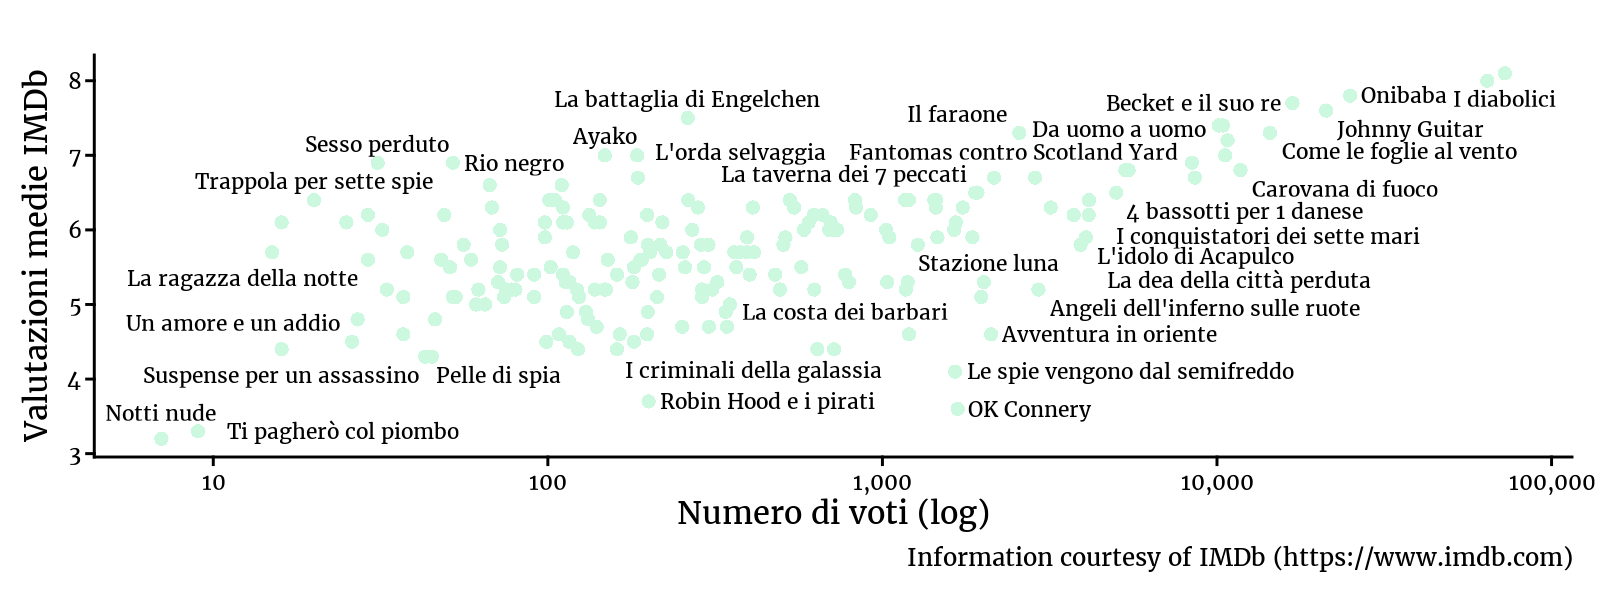 Valutazioni medie IMDb
8
7
6
5
4
3
La battaglia di Engelchen
Il faraone
Becket e il suo re
Onibaba
I diabolici
Sesso perduto
Ayako
Da uomo a uomo
Johnny Guitar
Rio negro
L'orda selvaggia
Fantomas contro Scotland Yard
Come le foglie al vento
Trappola per sette spie
La taverna dei 7 peccati
Carovana di fuoco
4 bassotti per 1 danese
I conquistatori dei sette mari
L'idolo di Acapulco
La ragazza della notte
Stazione luna
La dea della città perduta
Un amore e un addio
La costa dei barbari
Angeli dell'inferno sulle ruote
Avventura in oriente
Suspense per un assassino
Pelle di spia
I criminali della galassia
Le spie vengono dal semifreddo
Notti nude
Robin Hood e i pirati
OK Connery
Ti pagherò col piombo
10
100
1,000
10,000
100,000
Numero di voti (log)
Information courtesy of IMDb (https://www.imdb.com)